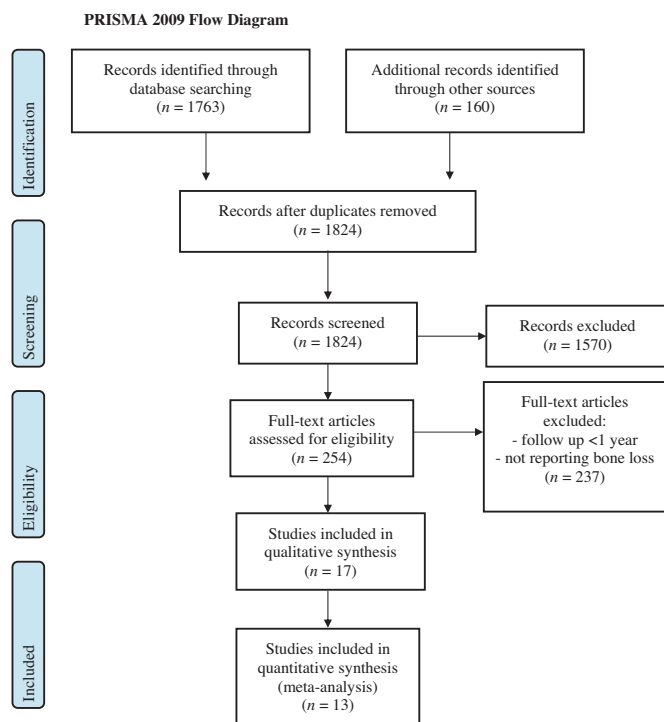 PRISMA 2009 Flow Diagram
Identification
Records identified through
database searching
(n = 1763)
Additional records identified
through other sources
(n = 160)
Records after duplicates removed
(n = 1824)
Screening
Records screened
(n = 1824)
Records excluded
(n = 1570)
Eligibility
Full-text articles
assessed for eligibility
(n = 254)
Full-text articles
excluded:
- follow up <1 year
- not reporting bone loss
(n = 237)
Studies included in
qualitative synthesis
(n = 17)
Included
Studies included in
quantitative synthesis
(meta-analysis)
(n = 13)